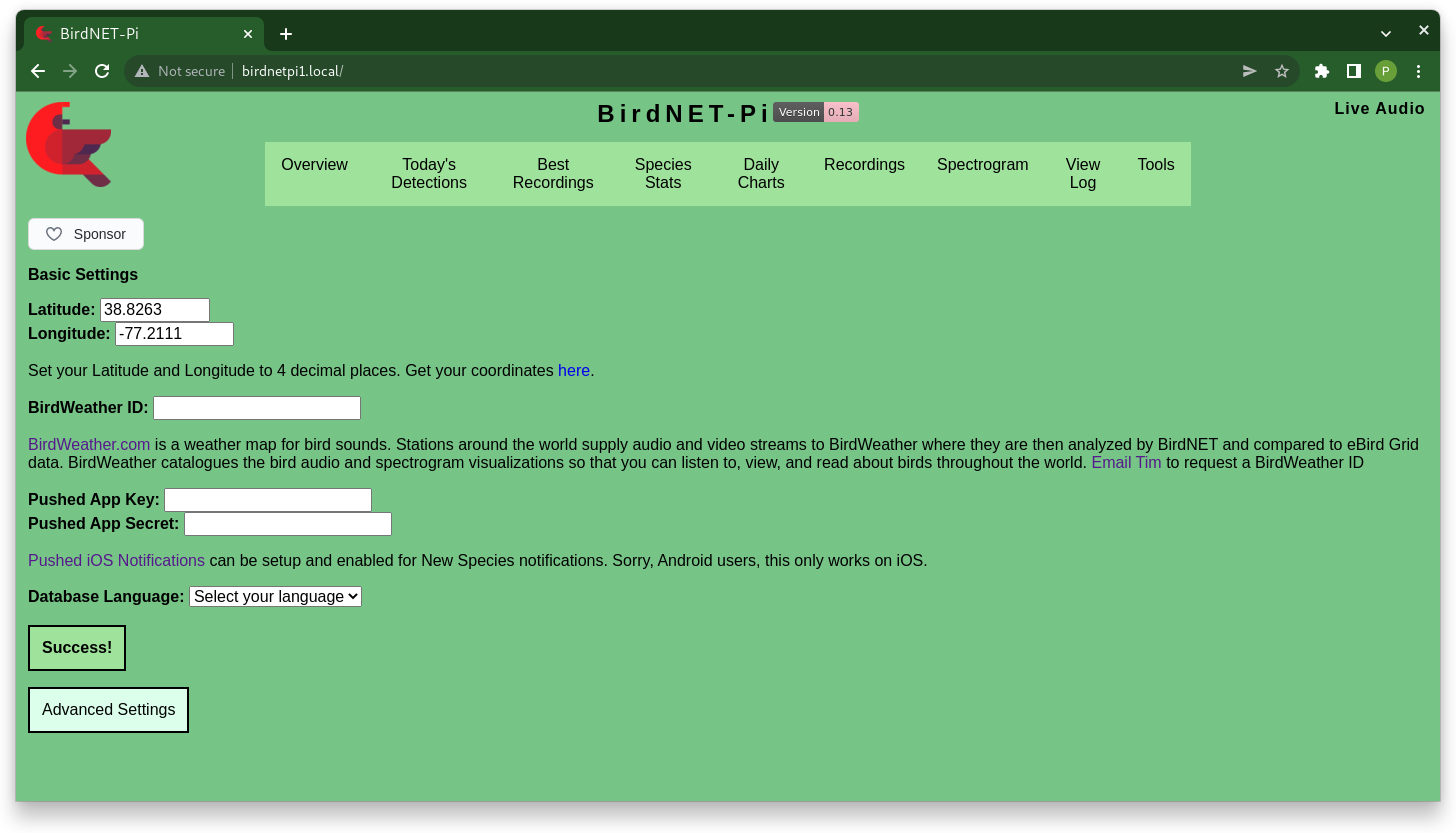 BirdNET-Pi
Not secure birdnetpi1.local/
P
BirdNET-Pi Version 0.13
Live Audio
Overview Today's Detections Best Recordings Species Stats Daily Charts Recordings Spectrogram View Log Tools
Sponsor
Basic Settings
Latitude: 38.8263
Longitude: -77.2111
Set your Latitude and Longitude to 4 decimal places. Get your coordinates here.
BirdWeather ID:
BirdWeather.com is a weather map for bird sounds. Stations around the world supply audio and video streams to BirdWeather where they are then analyzed by BirdNET and compared to eBird Grid
data. BirdWeather catalogues the bird audio and spectrogram visualizations so that you can listen to, view, and read about birds throughout the world. Email Tim to request a BirdWeather ID
Pushed App Key:
Pushed App Secret:
Pushed iOS Notifications can be setup and enabled for New Species notifications. Sorry, Android users, this only works on iOS.
Database Language: Select your language
Success!
Advanced Settings